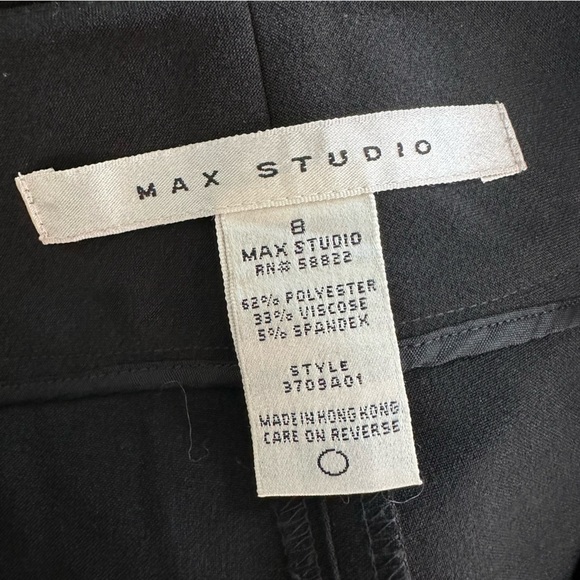 MAX STUDIO
8
MAX STUDIO
RN# 58822
62% POLYESTER
33% VISCOSE
5% SPANDEX
STYLE
3709A01
MADE IN HONG KONG
CARE ON REVERSE